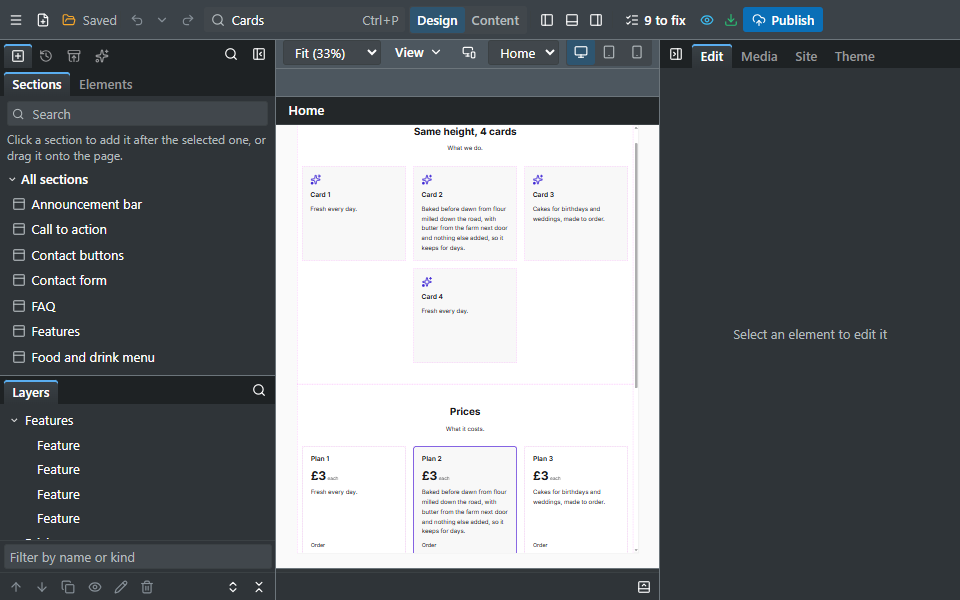 Saved
Cards
Ctrl+P
Design
Content
9 to fix
Publish
Fit (33%)
View
Home
Edit
Media
Site
Theme
Sections
Elements
Search
Click a section to add it after the selected one, or
drag it onto the page.
All sections
Announcement bar
Call to action
Contact buttons
Contact form
FAQ
Features
Food and drink menu
Layers
Features
Feature
Feature
Feature
Feature
Filter by name or kind
Home
Same height, 4 cards
What we do.
Card 1
Fresh every day.
Card 2
Baked before dawn from flour
milled down the road, with
butter from the farm next door
and nothing else added, so it
keeps for days.
Card 3
Cakes for birthdays and
weddings, made to order.
Card 4
Fresh every day.
Prices
What it costs.
Plan 1
£3 each
Fresh every day.
Order
Plan 2
£3 each
Baked before dawn from flour
milled down the road, with
butter from the farm next door
and nothing else added, so it
keeps for days.
Order
Plan 3
£3 each
Cakes for birthdays and
weddings, made to order.
Order
Select an element to edit it